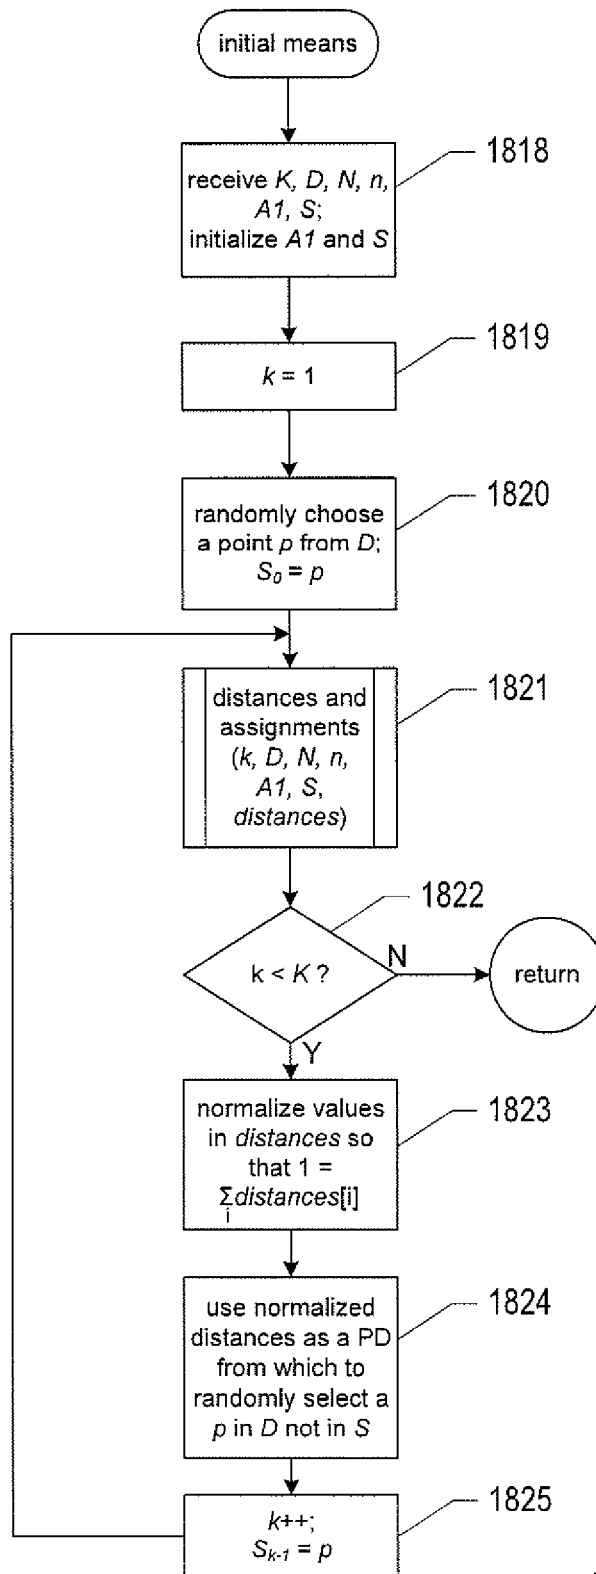 initial means
1818
receive K, D, N, n,
A1, S;
initialize A1 and S
1819
k = 1
1820
randomly choose
a point p from D;
S₀ = p
1821
distances and
assignments
(k, D, N, n,
A1, S,
distances)
1822
k < K ?
N
return
Y
1823
normalize values
in distances so
that 1 =
Σ distances[i]
i
1824
use normalized
distances as a PD
from which to
randomly select a
p in D not in S
1825
k++;
Sₖ₋₁ = p